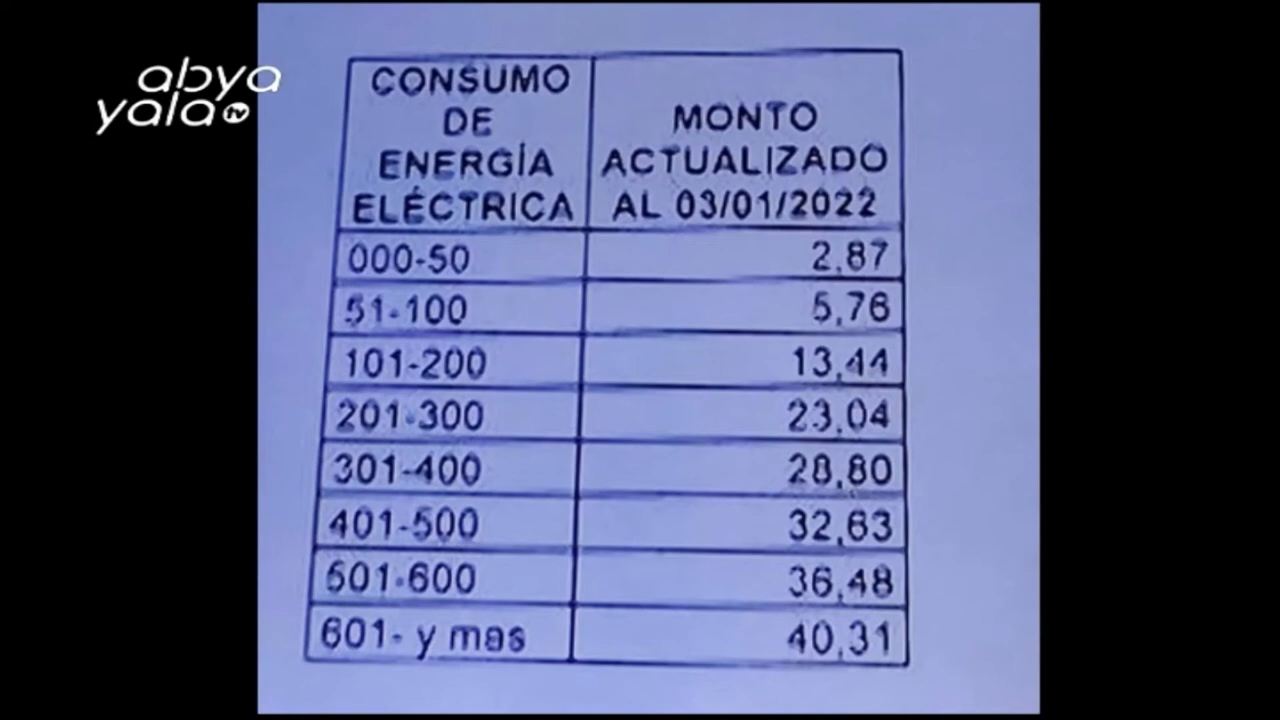 abya
yala tv
CONSUMO
DE
ENERGÍA
ELÉCTRICA
MONTO
ACTUALIZADO
AL 03/01/2022
000-50 2,87
51-100 5,76
101-200 13,44
201-300 23,04
301-400 28,80
401-500 32,63
501-600 36,48
601- y mas 40,31